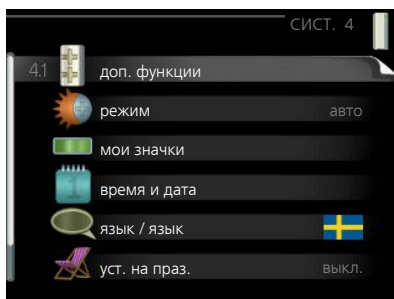 СИСТ. 4
4.1 доп. функции
режим авто
мои значки
время и дата
язык / язык
уст. на праз. выкл.